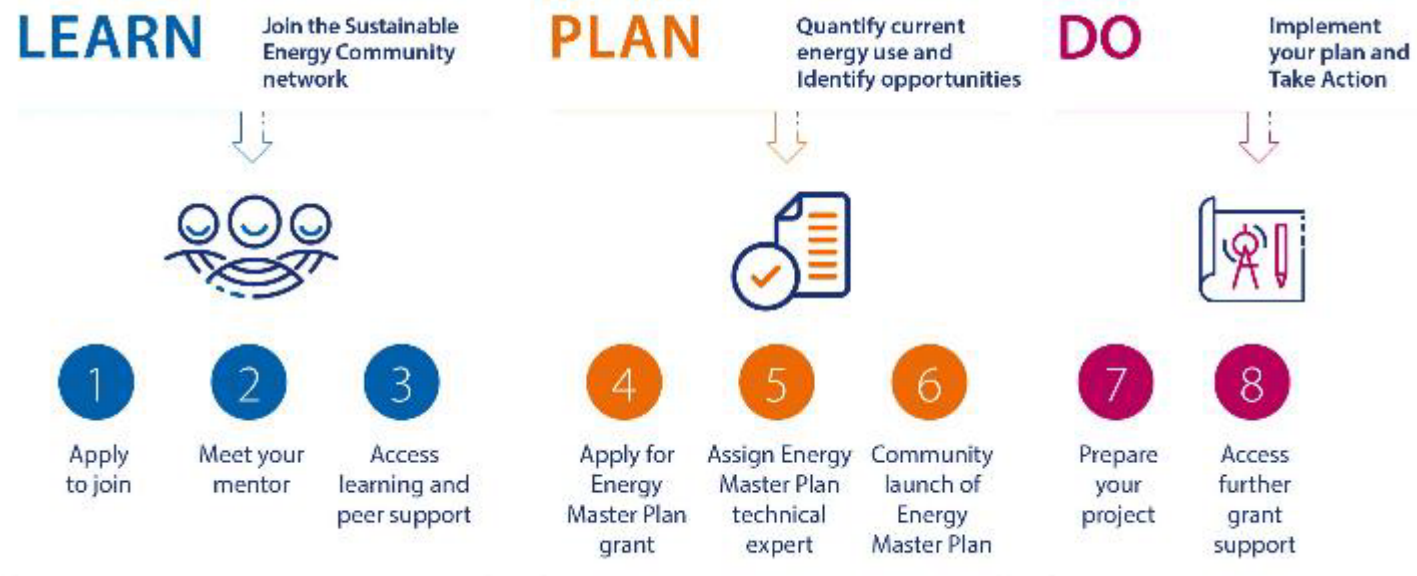 LEARN
Join the Sustainable
Energy Community
network
PLAN
Quantify current
energy use and
Identify opportunities
DO
Implement
your plan and
Take Action
1
Apply
to join
2
Meet your
mentor
3
Access
learning and
peer support
4
Apply for
Energy
Master Plan
grant
5
Assign Energy
Master Plan
technical
expert
6
Community
launch of
Energy
Master Plan
7
Prepare
your
project
8
Access
further
grant
support